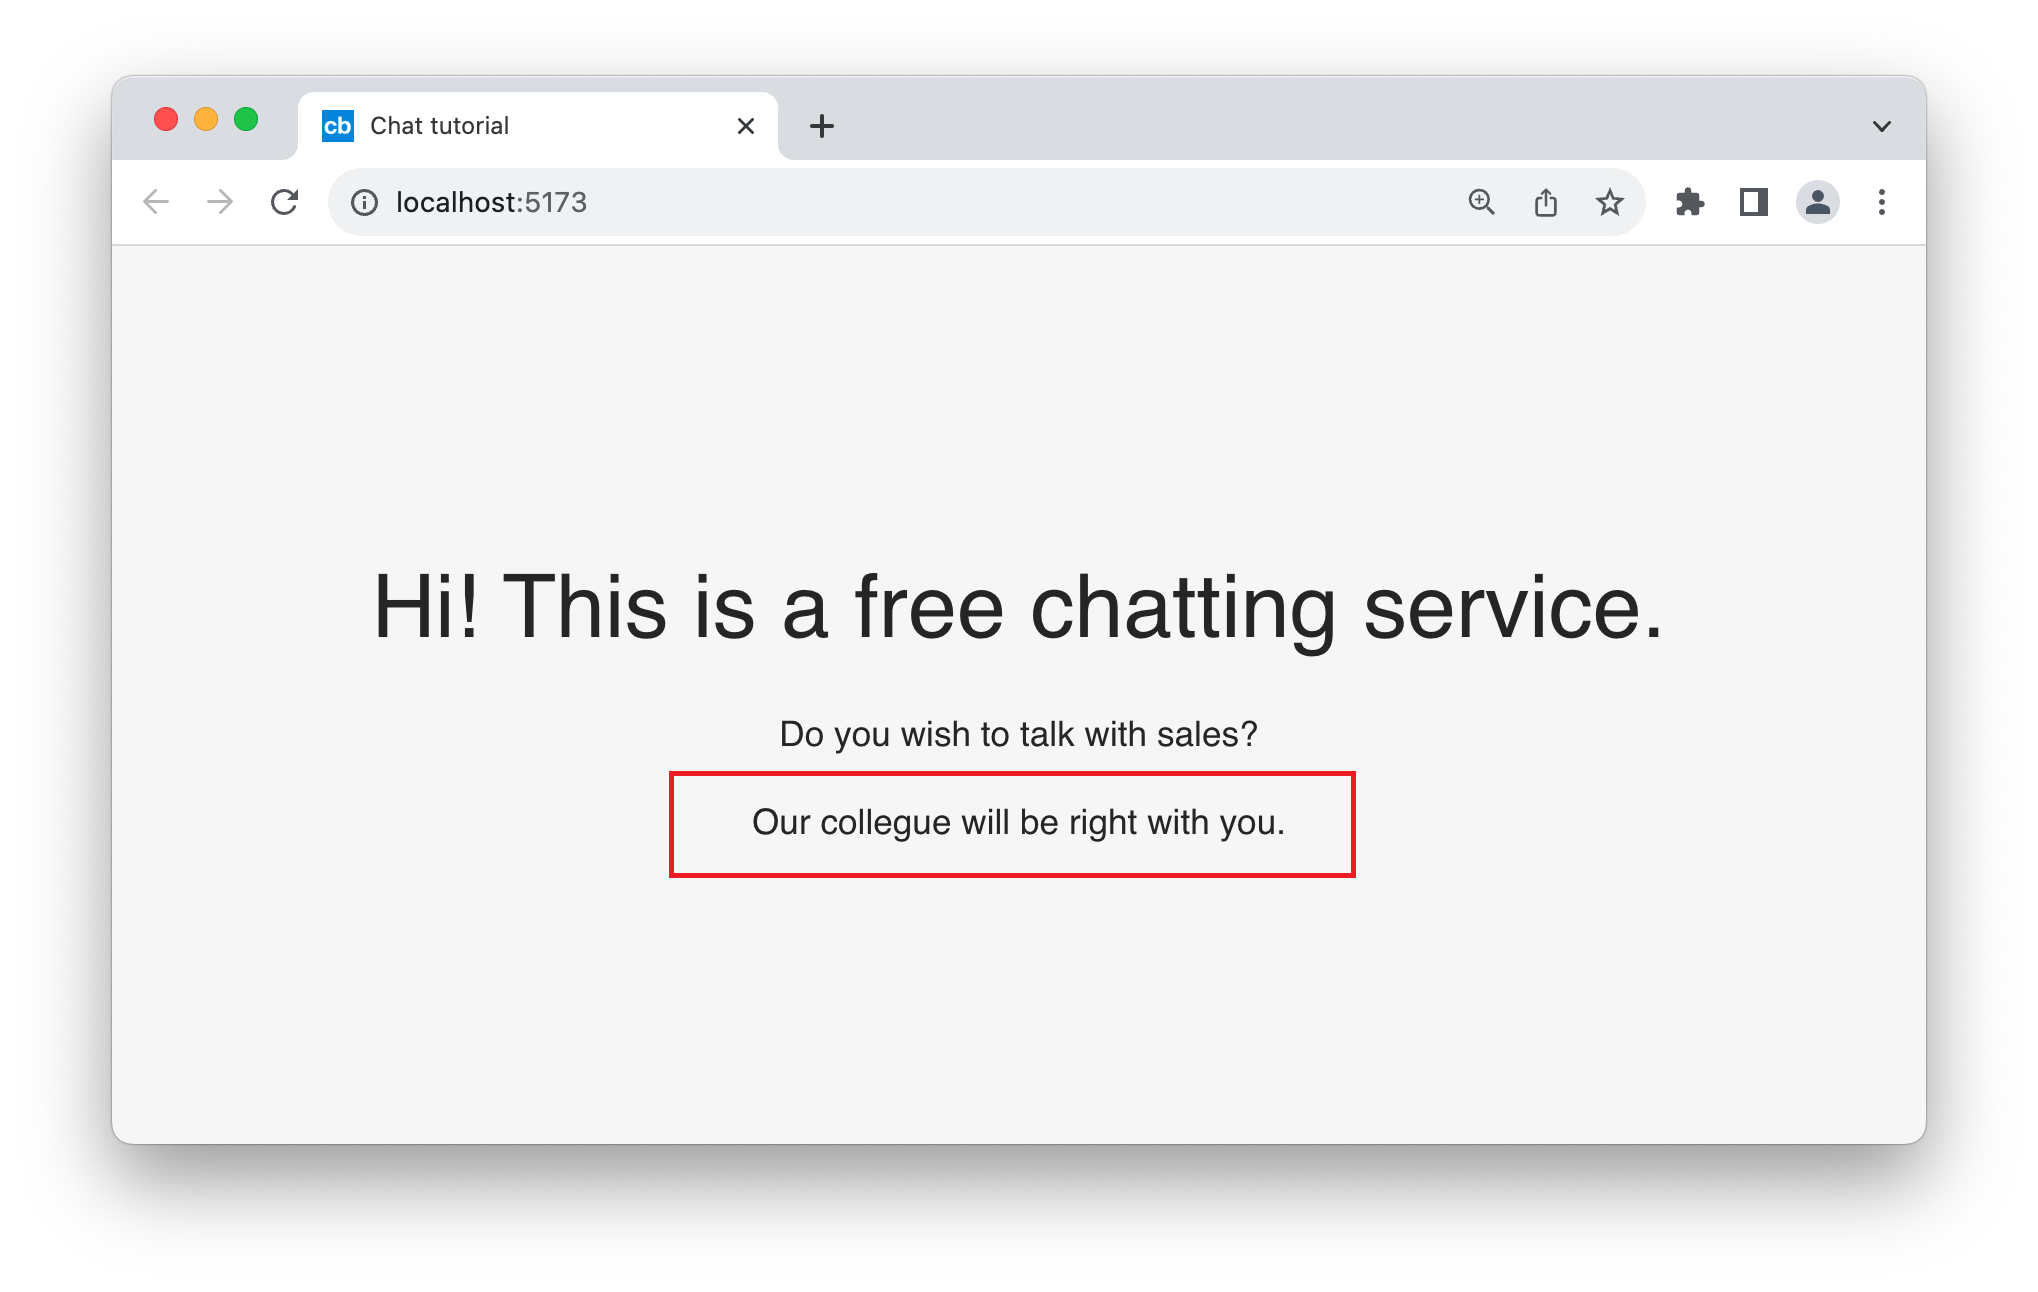 cb Chat tutorial
localhost:5173
Hi! This is a free chatting service.
Do you wish to talk with sales?
Our collegue will be right with you.